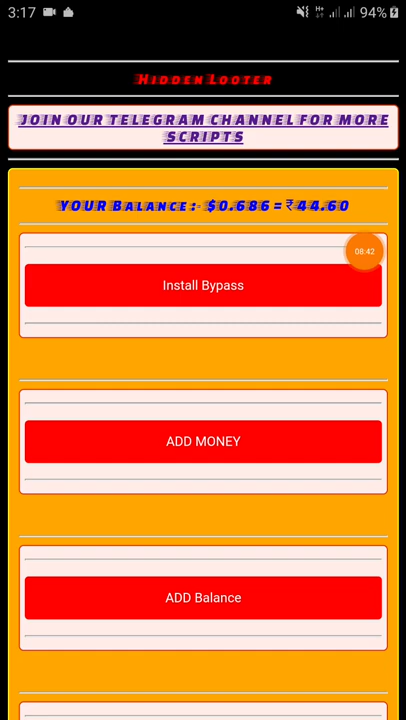 3:17 H+ 94%
HIDDEN LOOTER
JOIN OUR TELEGRAM CHANNEL FOR MORE
SCRIPTS
YOUR BALANCE:- $0.686=₹44.60
08:42
Install Bypass
ADD MONEY
ADD Balance